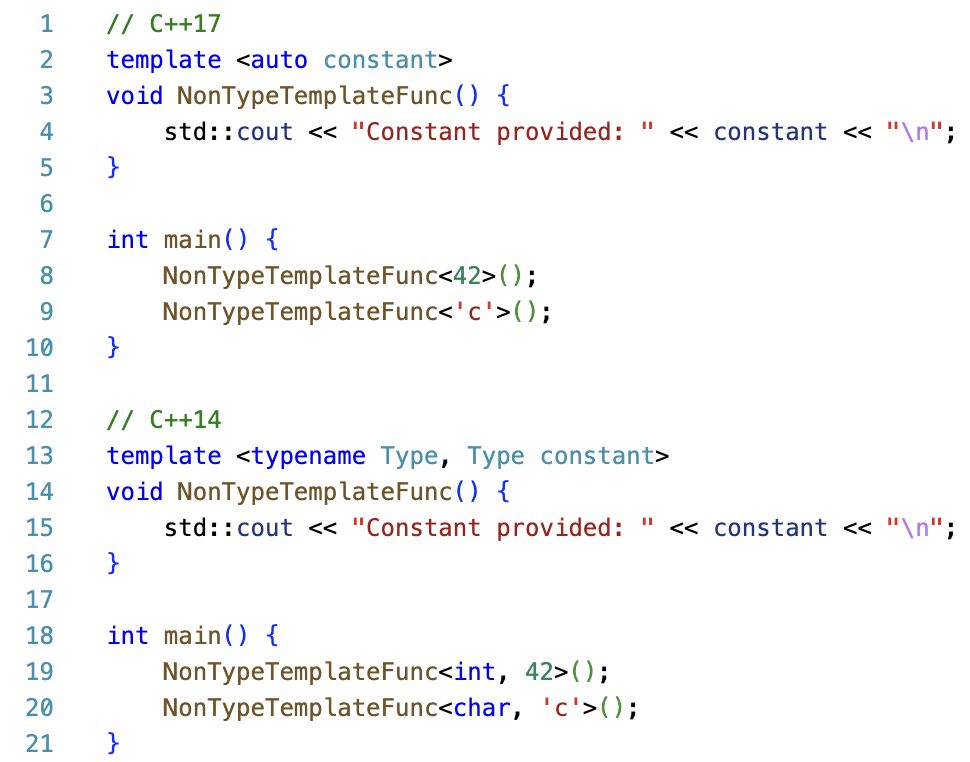 1 // C++17
2 template <auto constant>
3 void NonTypeTemplateFunc() {
4     std::cout << "Constant provided: " << constant << "\n";
5 }
6
7 int main() {
8     NonTypeTemplateFunc<42>();
9     NonTypeTemplateFunc<'c'>();
10 }
11
12 // C++14
13 template <typename Type, Type constant>
14 void NonTypeTemplateFunc() {
15     std::cout << "Constant provided: " << constant << "\n";
16 }
17
18 int main() {
19     NonTypeTemplateFunc<int, 42>();
20     NonTypeTemplateFunc<char, 'c'>();
21 }